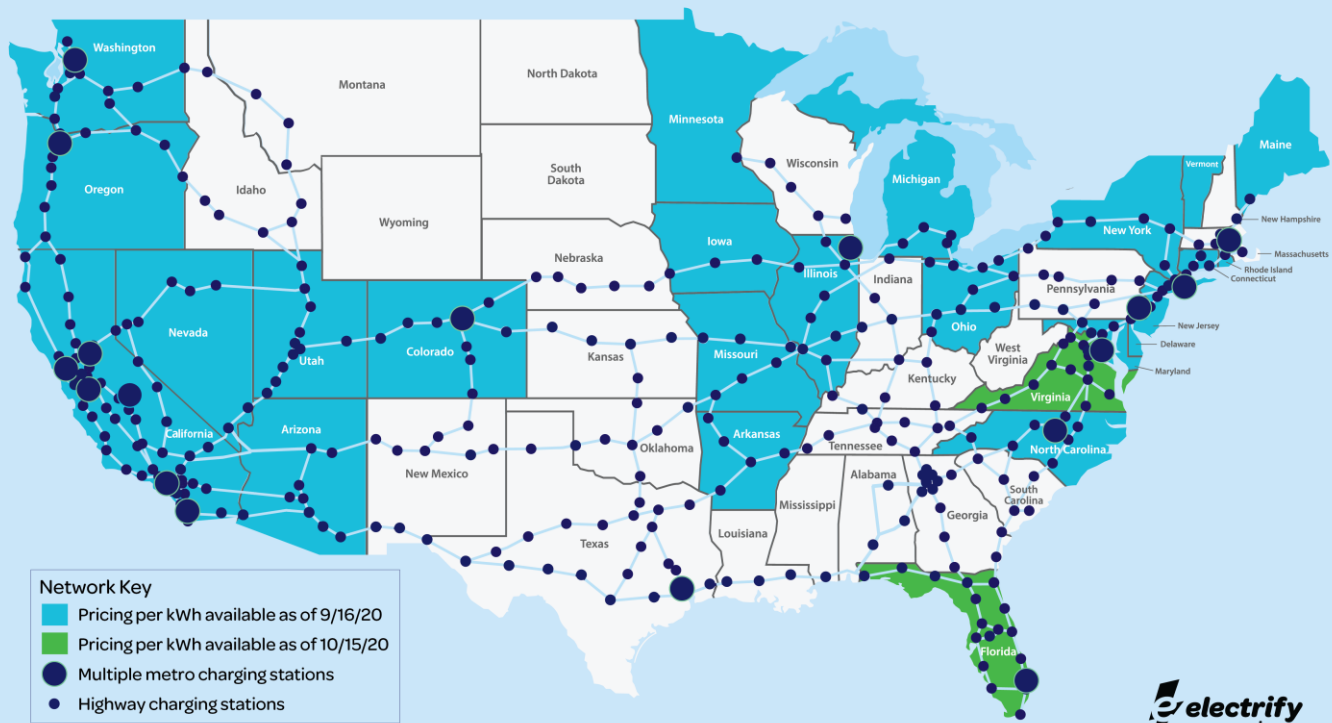 Washington
Montana
North Dakota
Minnesota
Maine
Vermont
Wisconsin
Michigan
Oregon
Idaho
South
Dakota
Wyoming
New York
New Hampshire
Massachusetts
Rhode Island
Connecticut
Iowa
Nebraska
Illinois
Indiana
Pennsylvania
Ohio
New Jersey
Nevada
Utah
Colorado
Kansas
Missouri
West
Virginia
Delaware
Maryland
Kentucky
Virginia
California
Arizona
New Mexico
Oklahoma
Arkansas
Tennessee
North Carolina
Mississippi
Alabama
South
Carolina
Georgia
Texas
Louisiana
Florida
Network Key
Pricing per kWh available as of 9/16/20
Pricing per kWh available as of 10/15/20
Multiple metro charging stations
Highway charging stations
electrify